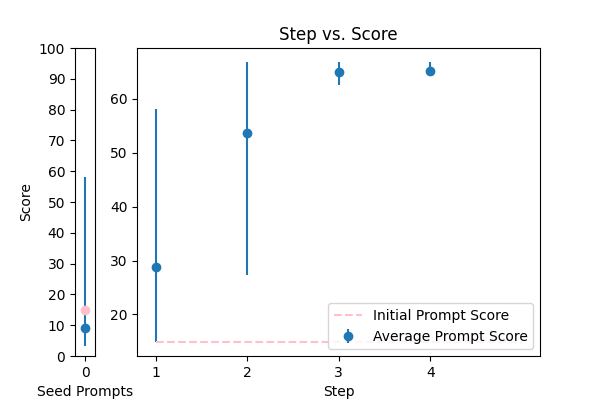 Step vs. Score
Score
100
90
80
70
60
50
40
30
20
10
0
0
Seed Prompts
60
50
40
30
20
1 2 3 4
Step
Initial Prompt Score
Average Prompt Score